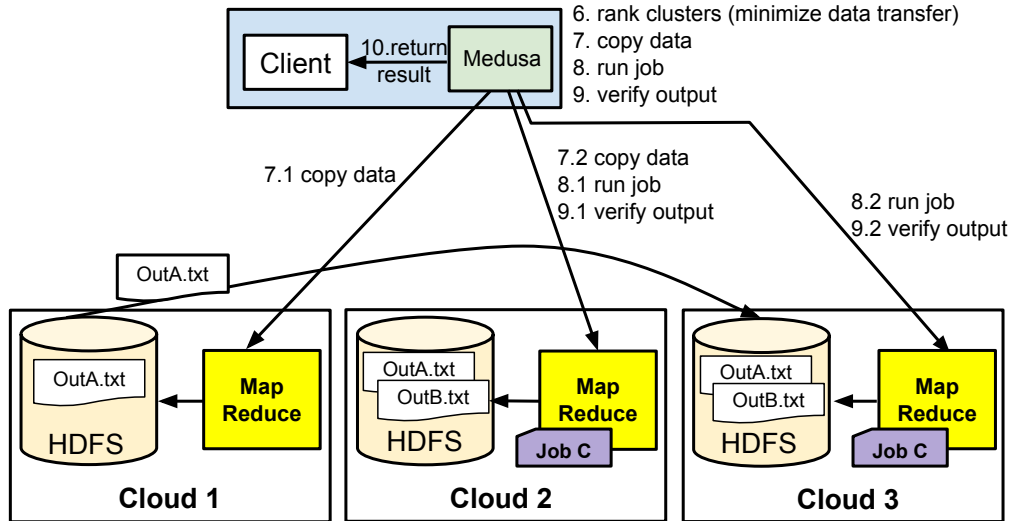 6. rank clusters (minimize data transfer)
7. copy data
8. run job
9. verify output
Client
10.return
result
Medusa
7.1 copy data
7.2 copy data
8.1 run job
9.1 verify output
8.2 run job
9.2 verify output
OutA.txt
OutA.txt
HDFS
Map
Reduce
Cloud 1
OutA.txt
OutB.txt
HDFS
Map
Reduce
Job C
Cloud 2
OutA.txt
OutB.txt
HDFS
Map
Reduce
Job C
Cloud 3